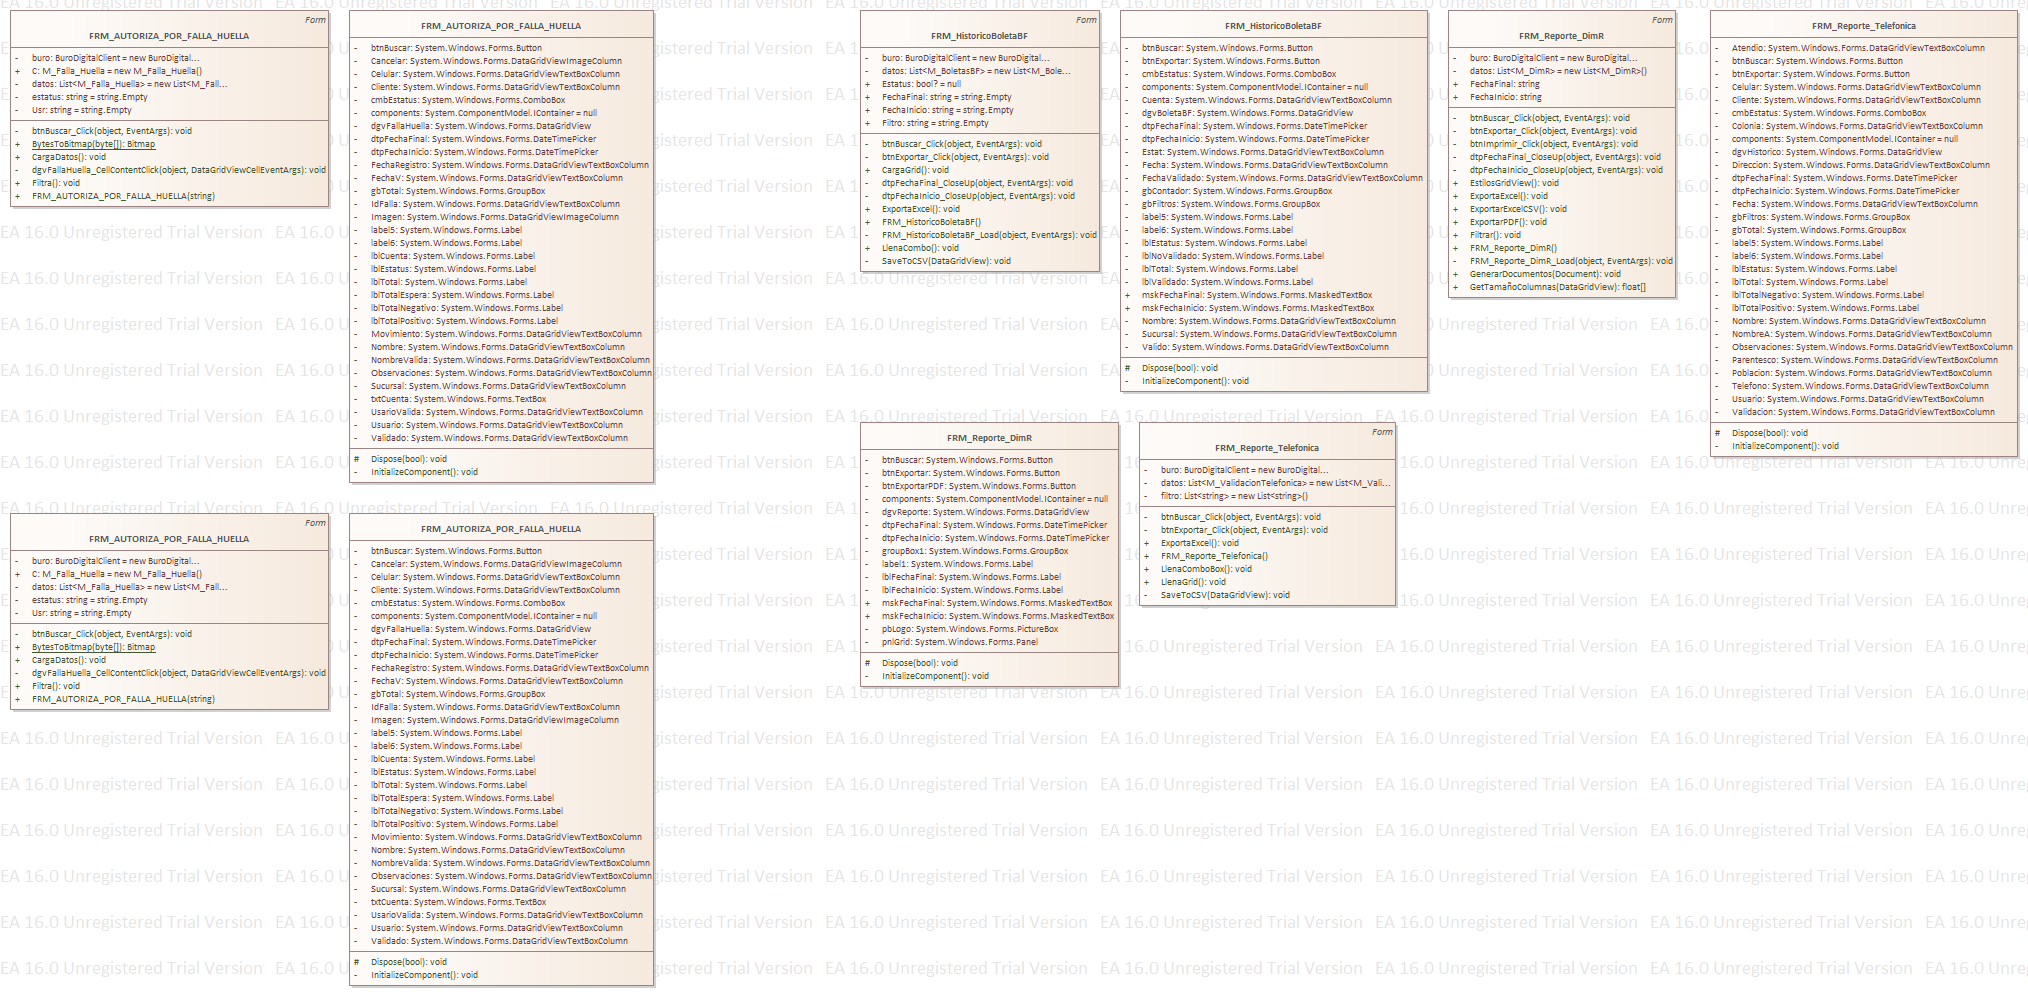 Form
FRM_AUTORIZA_POR_FALLA_HUELLA
- buro: BuroDigitalClient = new BuroDigital...
+ C: M_Falla_Huella = new M_Falla_Huella()
- datos: List<M_Falla_Huella> = new List<M_Fall...
- estatus: string = string.Empty
- Usr: string = string.Empty
- btnBuscar_Click(object, EventArgs): void
+ BytesToBitmap(byte[]): Bitmap
+ CargaDatos(): void
- dgvFallaHuella_CellContentClick(object, DataGridViewCellEventArgs): void
+ Filtra(): void
+ FRM_AUTORIZA_POR_FALLA_HUELLA(string)
FRM_AUTORIZA_POR_FALLA_HUELLA
- btnBuscar: System.Windows.Forms.Button
- Cancelar: System.Windows.Forms.DataGridViewImageColumn
- Celular: System.Windows.Forms.DataGridViewTextBoxColumn
- Cliente: System.Windows.Forms.DataGridViewTextBoxColumn
- cmbEstatus: System.Windows.Forms.ComboBox
- components: System.ComponentModel.IContainer = null
- dgvFallaHuella: System.Windows.Forms.DataGridView
- dtpFechaFinal: System.Windows.Forms.DateTimePicker
- dtpFechaInicio: System.Windows.Forms.DateTimePicker
- FechaRegistro: System.Windows.Forms.DataGridViewTextBoxColumn
- FechaV: System.Windows.Forms.DataGridViewTextBoxColumn
- gbTotal: System.Windows.Forms.GroupBox
- IdFalla: System.Windows.Forms.DataGridViewTextBoxColumn
- Imagen: System.Windows.Forms.DataGridViewImageColumn
- label5: System.Windows.Forms.Label
- label6: System.Windows.Forms.Label
- lblCuenta: System.Windows.Forms.Label
- lblEstatus: System.Windows.Forms.Label
- lblTotal: System.Windows.Forms.Label
- lblTotalEspera: System.Windows.Forms.Label
- lblTotalNegativo: System.Windows.Forms.Label
- lblTotalPositivo: System.Windows.Forms.Label
- Movimiento: System.Windows.Forms.DataGridViewTextBoxColumn
- Nombre: System.Windows.Forms.DataGridViewTextBoxColumn
- NombreValida: System.Windows.Forms.DataGridViewTextBoxColumn
- Observaciones: System.Windows.Forms.DataGridViewTextBoxColumn
- Sucursal: System.Windows.Forms.DataGridViewTextBoxColumn
- txtCuenta: System.Windows.Forms.TextBox
- UsarioValida: System.Windows.Forms.DataGridViewTextBoxColumn
- Usuario: System.Windows.Forms.DataGridViewTextBoxColumn
- Validado: System.Windows.Forms.DataGridViewTextBoxColumn
# Dispose(bool): void
- InitializeComponent(): void
Form
FRM_HistoricoBoletaBF
- buro: BuroDigitalClient = new BuroDigital...
- datos: List<M_BoletasBF> = new List<M_Bole...
+ Estatus: bool? = null
+ FechaFinal: string = string.Empty
+ FechaInicio: string = string.Empty
+ Filtro: string = string.Empty
- btnBuscar_Click(object, EventArgs): void
- btnExportar_Click(object, EventArgs): void
+ CargaGrid(): void
- dtpFechaFinal_CloseUp(object, EventArgs): void
- dtpFechaInicio_CloseUp(object, EventArgs): void
+ ExportaExcel(): void
+ FRM_HistoricoBoletaBF()
- FRM_HistoricoBoletaBF_Load(object, EventArgs): void
+ LlenaCombo(): void
- SaveToCSV(DataGridView): void
FRM_HistoricoBoletaBF
- btnBuscar: System.Windows.Forms.Button
- btnExportar: System.Windows.Forms.Button
- cmbEstatus: System.Windows.Forms.ComboBox
- components: System.ComponentModel.IContainer = null
- Cuenta: System.Windows.Forms.DataGridViewTextBoxColumn
- dgvBoletaBF: System.Windows.Forms.DataGridView
- dtpFechaFinal: System.Windows.Forms.DateTimePicker
- dtpFechaInicio: System.Windows.Forms.DateTimePicker
- Estat: System.Windows.Forms.DataGridViewTextBoxColumn
- Fecha: System.Windows.Forms.DataGridViewTextBoxColumn
- FechaValidado: System.Windows.Forms.DataGridViewTextBoxColumn
- gbContador: System.Windows.Forms.GroupBox
- gbFiltros: System.Windows.Forms.GroupBox
- label5: System.Windows.Forms.Label
- label6: System.Windows.Forms.Label
- lblEstatus: System.Windows.Forms.Label
- lblNoValidado: System.Windows.Forms.Label
- lblTotal: System.Windows.Forms.Label
- lblValidado: System.Windows.Forms.Label
+ mskFechaFinal: System.Windows.Forms.MaskedTextBox
+ mskFechaInicio: System.Windows.Forms.MaskedTextBox
- Nombre: System.Windows.Forms.DataGridViewTextBoxColumn
- Sucursal: System.Windows.Forms.DataGridViewTextBoxColumn
- Valido: System.Windows.Forms.DataGridViewTextBoxColumn
# Dispose(bool): void
- InitializeComponent(): void
Form
FRM_Reporte_DimR
- buro: BuroDigitalClient = new BuroDigital...
- datos: List<M_DimR> = new List<M_DimR>()
+ FechaFinal: string
+ FechaInicio: string
- btnBuscar_Click(object, EventArgs): void
- btnExportar_Click(object, EventArgs): void
- btnImprimir_Click(object, EventArgs): void
- dtpFechaFinal_CloseUp(object, EventArgs): void
- dtpFechaInicio_CloseUp(object, EventArgs): void
+ EstilosGridView(): void
+ ExportaExcel(): void
+ ExportarExcelCSV(): void
+ ExportarPDF(): void
+ Filtrar(): void
+ FRM_Reporte_DimR()
- FRM_Reporte_DimR_Load(object, EventArgs): void
+ GenerarDocumentos(Document): void
+ GetTamañoColumnas(DataGridView): float[]
FRM_Reporte_Telefonica
- Atendio: System.Windows.Forms.DataGridViewTextBoxColumn
- btnBuscar: System.Windows.Forms.Button
- btnExportar: System.Windows.Forms.Button
- Celular: System.Windows.Forms.DataGridViewTextBoxColumn
- Cliente: System.Windows.Forms.DataGridViewTextBoxColumn
- cmbEstatus: System.Windows.Forms.ComboBox
- Colonia: System.Windows.Forms.DataGridViewTextBoxColumn
- components: System.ComponentModel.IContainer = null
- dgvHistorico: System.Windows.Forms.DataGridView
- Direccion: System.Windows.Forms.DataGridViewTextBoxColumn
- dtpFechaFinal: System.Windows.Forms.DateTimePicker
- dtpFechaInicio: System.Windows.Forms.DateTimePicker
- Fecha: System.Windows.Forms.DataGridViewTextBoxColumn
- gbFiltros: System.Windows.Forms.GroupBox
- gbTotal: System.Windows.Forms.GroupBox
- label5: System.Windows.Forms.Label
- label6: System.Windows.Forms.Label
- lblEstatus: System.Windows.Forms.Label
- lblTotal: System.Windows.Forms.Label
- lblTotalNegativo: System.Windows.Forms.Label
- lblTotalPositivo: System.Windows.Forms.Label
- Nombre: System.Windows.Forms.DataGridViewTextBoxColumn
- NombreA: System.Windows.Forms.DataGridViewTextBoxColumn
- Observaciones: System.Windows.Forms.DataGridViewTextBoxColumn
- Parentesco: System.Windows.Forms.DataGridViewTextBoxColumn
- Poblacion: System.Windows.Forms.DataGridViewTextBoxColumn
- Telefono: System.Windows.Forms.DataGridViewTextBoxColumn
- Usuario: System.Windows.Forms.DataGridViewTextBoxColumn
- Validacion: System.Windows.Forms.DataGridViewTextBoxColumn
# Dispose(bool): void
- InitializeComponent(): void
FRM_Reporte_DimR
- btnBuscar: System.Windows.Forms.Button
- btnExportar: System.Windows.Forms.Button
- btnExportarPDF: System.Windows.Forms.Button
- components: System.ComponentModel.IContainer = null
- dgvReporte: System.Windows.Forms.DataGridView
- dtpFechaFinal: System.Windows.Forms.DateTimePicker
- dtpFechaInicio: System.Windows.Forms.DateTimePicker
- groupBox1: System.Windows.Forms.GroupBox
- label1: System.Windows.Forms.Label
- lblFechaFinal: System.Windows.Forms.Label
- lblFechaInicio: System.Windows.Forms.Label
+ mskFechaFinal: System.Windows.Forms.MaskedTextBox
+ mskFechaInicio: System.Windows.Forms.MaskedTextBox
- pbLogo: System.Windows.Forms.PictureBox
- pnlGrid: System.Windows.Forms.Panel
# Dispose(bool): void
- InitializeComponent(): void
Form
FRM_Reporte_Telefonica
- buro: BuroDigitalClient = new BuroDigital...
- datos: List<M_ValidacionTelefonica> = new List<M_Vali...
- filtro: List<string> = new List<string>()
- btnBuscar_Click(object, EventArgs): void
- btnExportar_Click(object, EventArgs): void
+ ExportaExcel(): void
+ FRM_Reporte_Telefonica()
+ LlenaComboBox(): void
+ LlenaGrid(): void
- SaveToCSV(DataGridView): void
Form
FRM_AUTORIZA_POR_FALLA_HUELLA
- buro: BuroDigitalClient = new BuroDigital...
+ C: M_Falla_Huella = new M_Falla_Huella()
- datos: List<M_Falla_Huella> = new List<M_Fall...
- estatus: string = string.Empty
- Usr: string = string.Empty
- btnBuscar_Click(object, EventArgs): void
+ BytesToBitmap(byte[]): Bitmap
+ CargaDatos(): void
- dgvFallaHuella_CellContentClick(object, DataGridViewCellEventArgs): void
+ Filtra(): void
+ FRM_AUTORIZA_POR_FALLA_HUELLA(string)
FRM_AUTORIZA_POR_FALLA_HUELLA
- btnBuscar: System.Windows.Forms.Button
- Cancelar: System.Windows.Forms.DataGridViewImageColumn
- Celular: System.Windows.Forms.DataGridViewTextBoxColumn
- Cliente: System.Windows.Forms.DataGridViewTextBoxColumn
- cmbEstatus: System.Windows.Forms.ComboBox
- components: System.ComponentModel.IContainer = null
- dgvFallaHuella: System.Windows.Forms.DataGridView
- dtpFechaFinal: System.Windows.Forms.DateTimePicker
- dtpFechaInicio: System.Windows.Forms.DateTimePicker
- FechaRegistro: System.Windows.Forms.DataGridViewTextBoxColumn
- FechaV: System.Windows.Forms.DataGridViewTextBoxColumn
- gbTotal: System.Windows.Forms.GroupBox
- IdFalla: System.Windows.Forms.DataGridViewTextBoxColumn
- Imagen: System.Windows.Forms.DataGridViewImageColumn
- label5: System.Windows.Forms.Label
- label6: System.Windows.Forms.Label
- lblCuenta: System.Windows.Forms.Label
- lblEstatus: System.Windows.Forms.Label
- lblTotal: System.Windows.Forms.Label
- lblTotalEspera: System.Windows.Forms.Label
- lblTotalNegativo: System.Windows.Forms.Label
- lblTotalPositivo: System.Windows.Forms.Label
- Movimiento: System.Windows.Forms.DataGridViewTextBoxColumn
- Nombre: System.Windows.Forms.DataGridViewTextBoxColumn
- NombreValida: System.Windows.Forms.DataGridViewTextBoxColumn
- Observaciones: System.Windows.Forms.DataGridViewTextBoxColumn
- Sucursal: System.Windows.Forms.DataGridViewTextBoxColumn
- txtCuenta: System.Windows.Forms.TextBox
- UsarioValida: System.Windows.Forms.DataGridViewTextBoxColumn
- Usuario: System.Windows.Forms.DataGridViewTextBoxColumn
- Validado: System.Windows.Forms.DataGridViewTextBoxColumn
# Dispose(bool): void
- InitializeComponent(): void
EA 16.0 Unregistered Trial Version